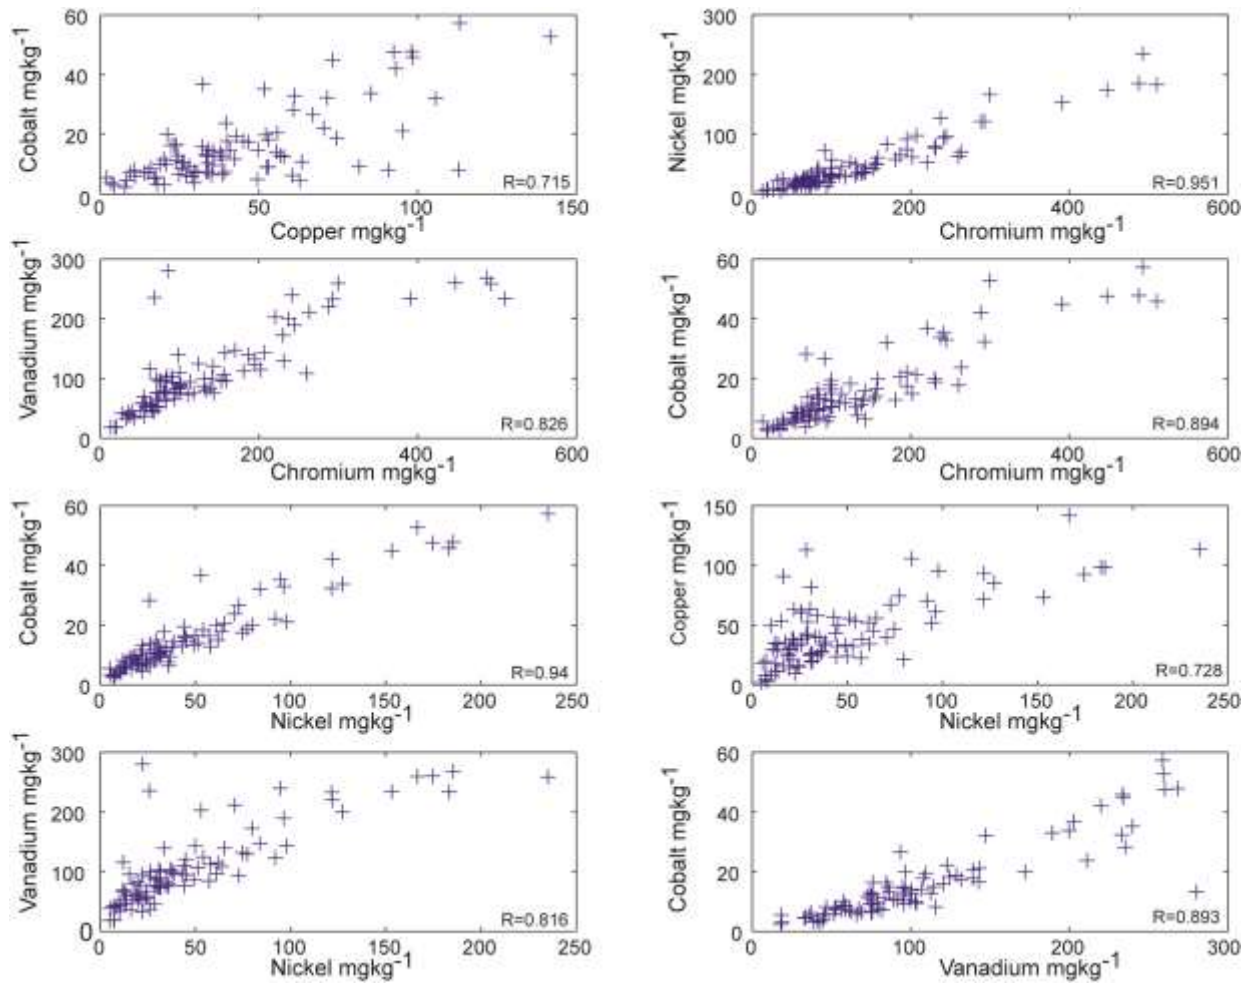 60
40
20
0
Cobalt mgkg-1
R=0.715
0 50 100 150
Copper mgkg-1
300
200
100
0
Nickel mgkg-1
R=0.951
0 200 400 600
Chromium mgkg-1
300
200
100
0
Vanadium mgkg-1
R=0.826
0 200 400 600
Chromium mgkg-1
60
40
20
0
Cobalt mgkg-1
R=0.894
0 200 400 600
Chromium mgkg-1
60
40
20
0
Cobalt mgkg-1
R=0.94
0 50 100 150 200 250
Nickel mgkg-1
150
100
50
0
Copper mgkg-1
R=0.728
0 50 100 150 200 250
Nickel mgkg-1
300
200
100
0
Vanadium mgkg-1
R=0.816
0 50 100 150 200 250
Nickel mgkg-1
60
40
20
0
Cobalt mgkg-1
R=0.893
0 100 200 300
Vanadium mgkg-1